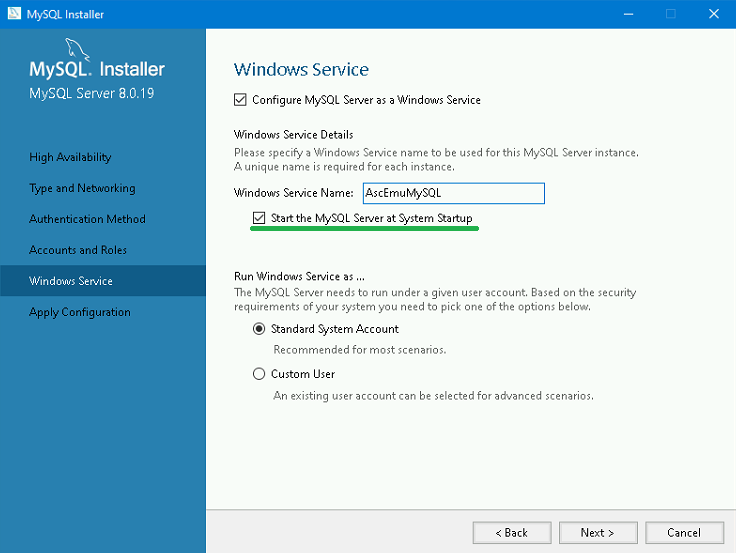 MySQL Installer
MySQL. Installer
MySQL Server 8.0.19
High Availability
Type and Networking
Authentication Method
Accounts and Roles
Windows Service
Apply Configuration
Windows Service
Configure MySQL Server as a Windows Service
Windows Service Details
Please specify a Windows Service name to be used for this MySQL Server instance.
A unique name is required for each instance.
Windows Service Name: AscEmuMySQL
Start the MySQL Server at System Startup
Run Windows Service as ...
The MySQL Server needs to run under a given user account. Based on the security
requirements of your system you need to pick one of the options below.
Standard System Account
Recommended for most scenarios.
Custom User
An existing user account can be selected for advanced scenarios.
< Back Next > Cancel